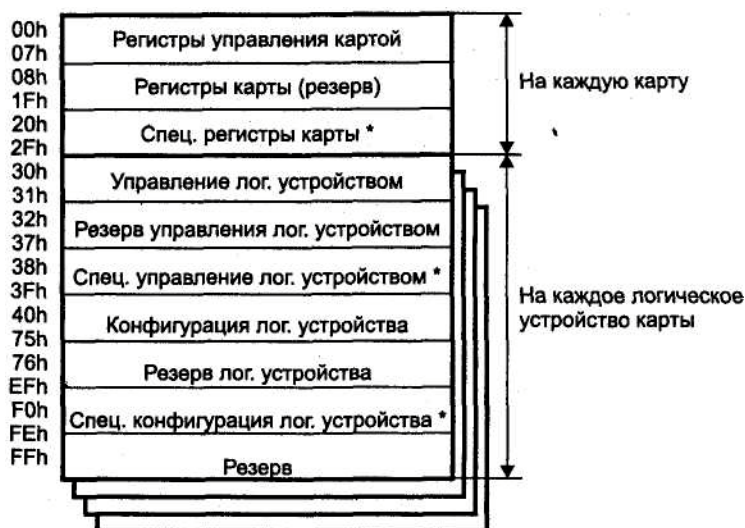 00h
07h
Регистры управления картой
08h
1Fh
Регистры карты (резерв)
20h
2Fh
Спец. регистры карты *
На каждую карту
30h
31h
Управление лог. устройством
32h
37h
Резерв управления лог. устройством
38h
3Fh
Спец. управление лог. устройством *
40h
75h
Конфигурация лог. устройства
76h
EFh
Резерв лог. устройства
F0h
FEh
Спец. конфигурация лог. устройства *
FFh
Резерв
На каждое логическое
устройство карты